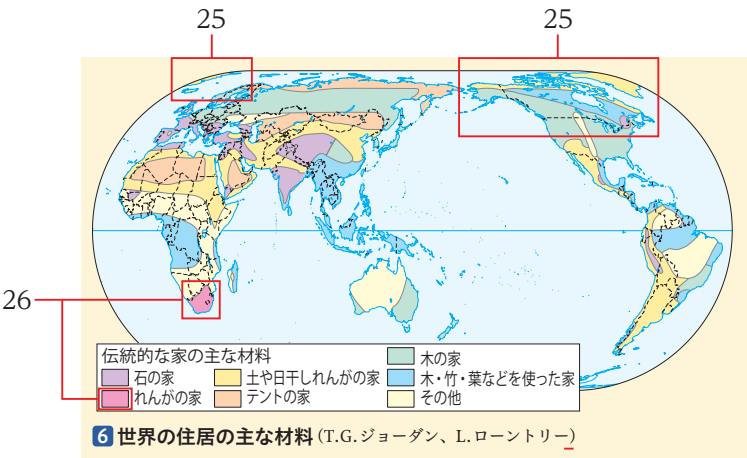 25
25
26
伝統的な家の主な材料
石の家
れんがの家
土や日干しれんがの家
テントの家
木の家
木・竹・葉などを使った家
その他
6 世界の住居の主な材料(T.G.ジョーダン、L.ローントリー)